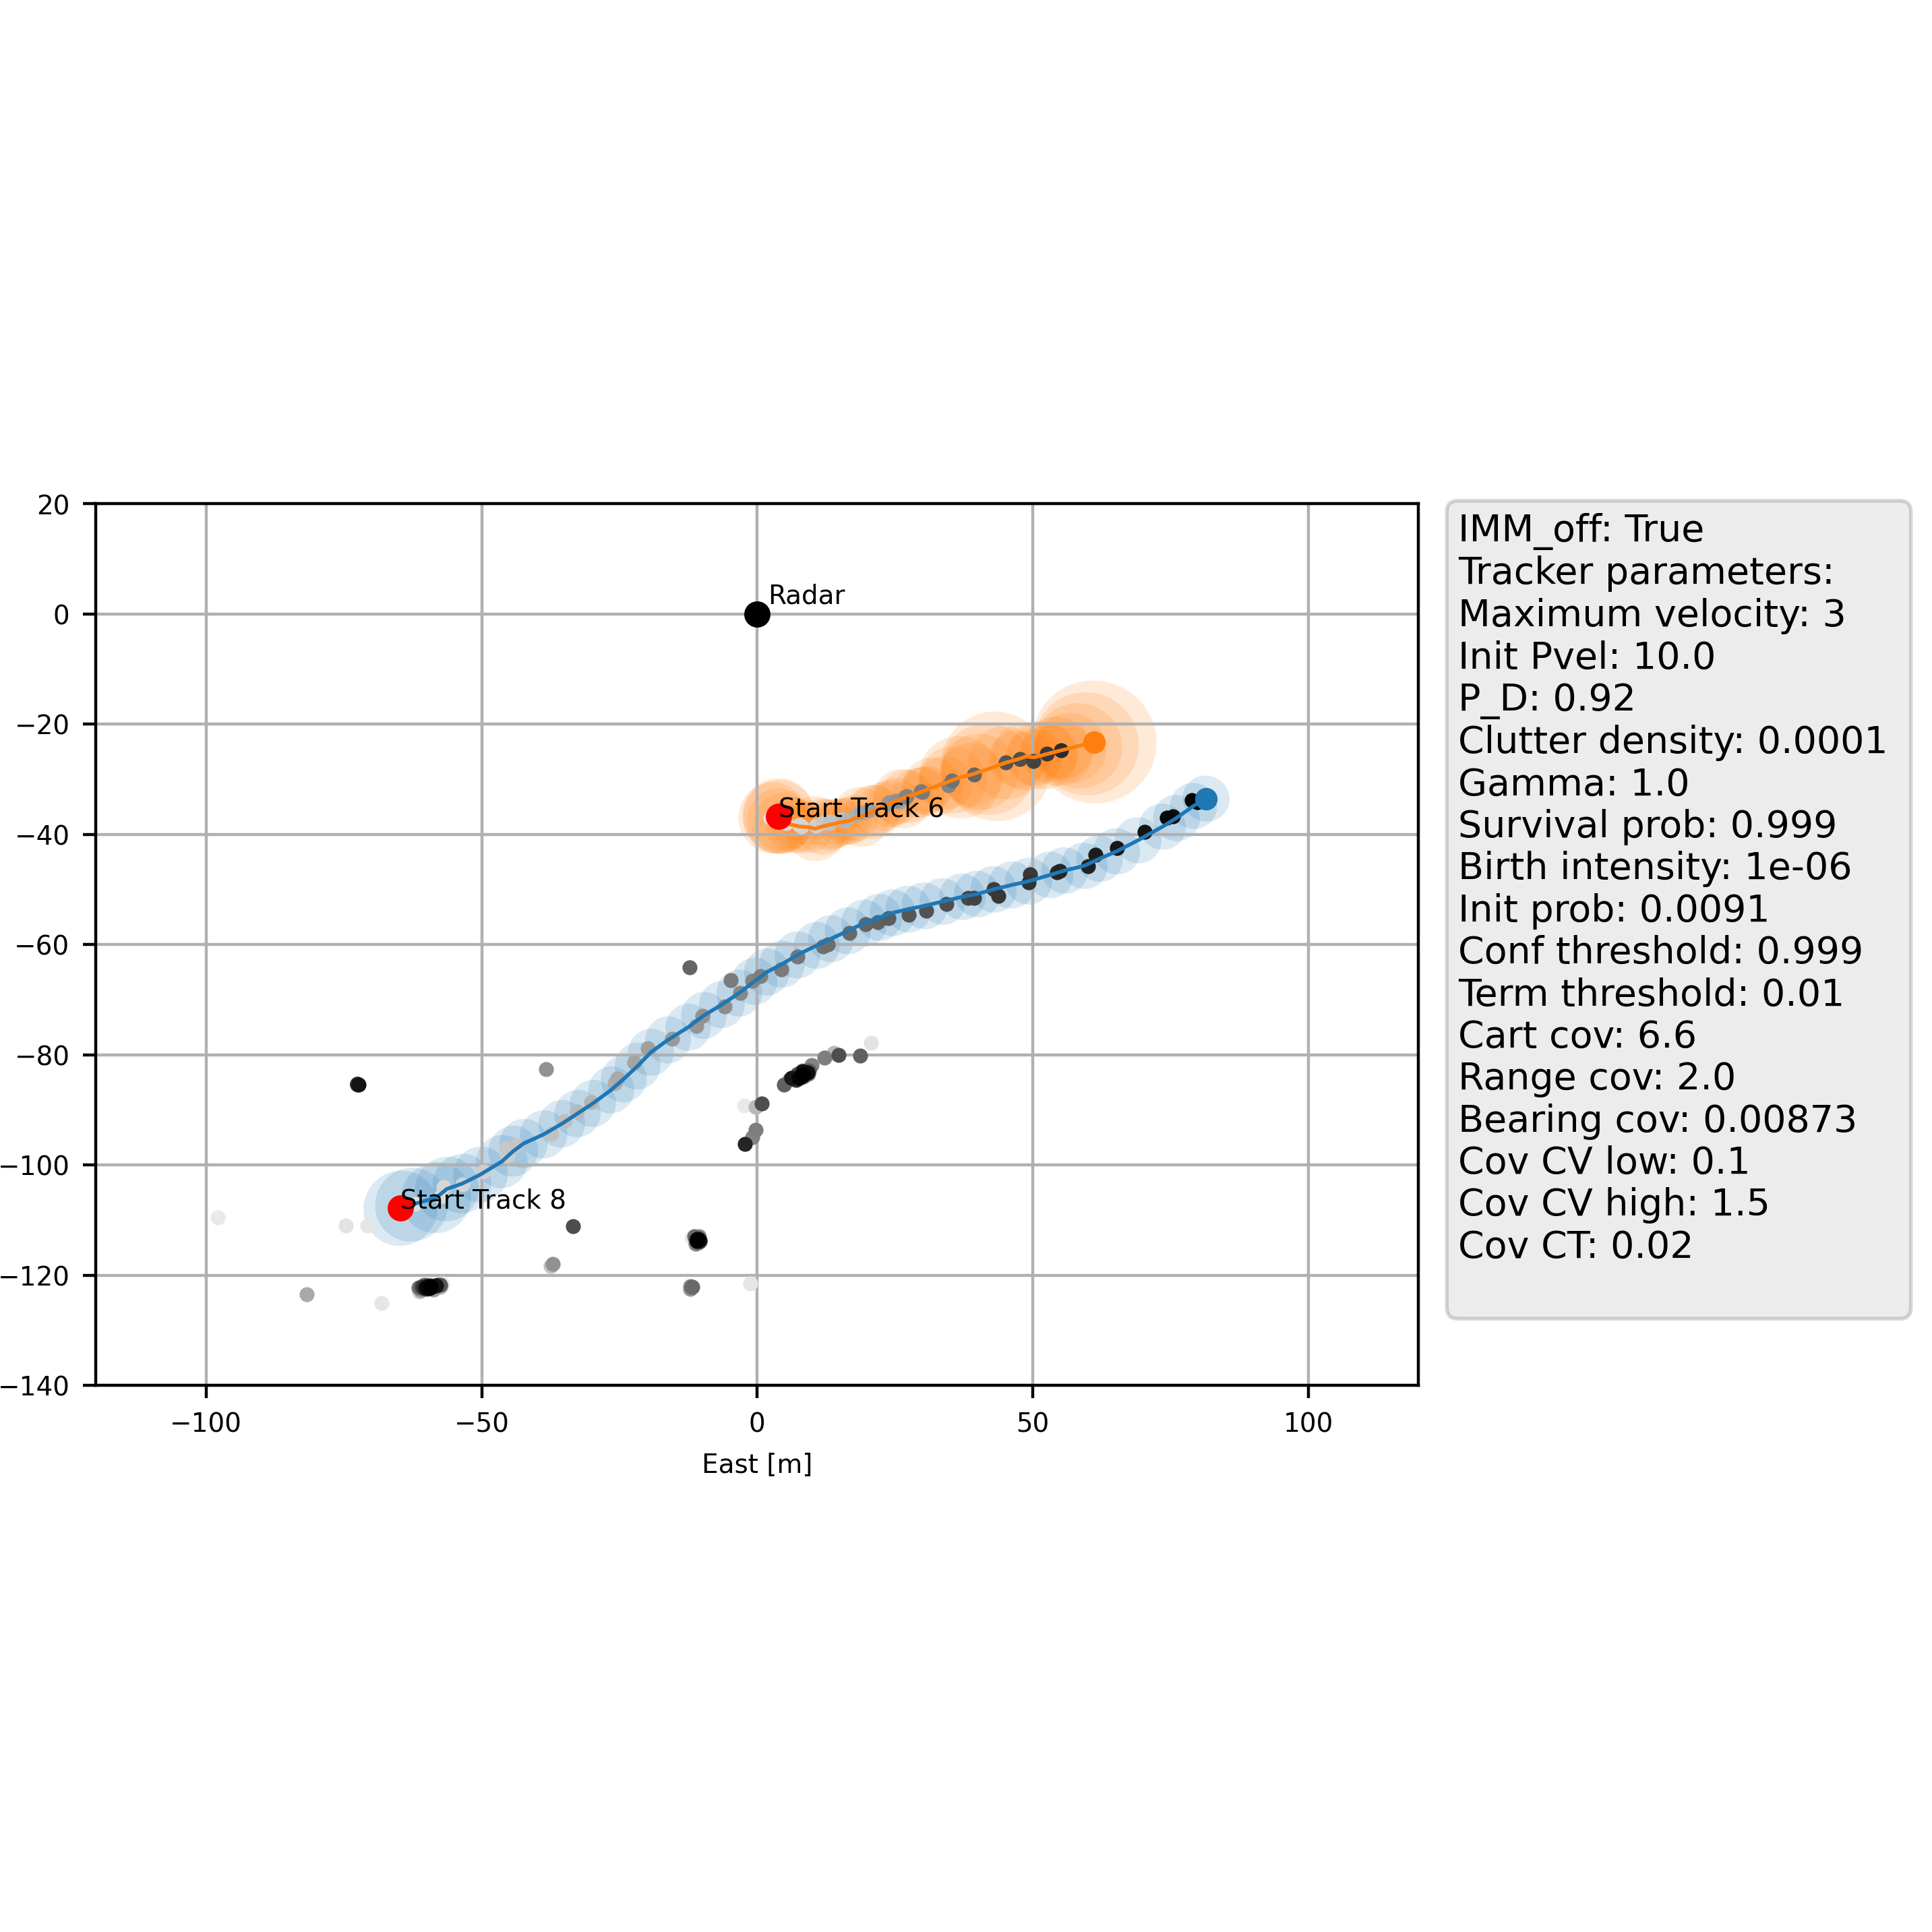 20
0
−20
−40
−60
−80
−100
−120
−140
−100
−50
0
50
100
East [m]
Radar
Start Track 6
Start Track 8
IMM_off: True
Tracker parameters:
Maximum velocity: 3
Init Pvel: 10.0
P_D: 0.92
Clutter density: 0.0001
Gamma: 1.0
Survival prob: 0.999
Birth intensity: 1e-06
Init prob: 0.0091
Conf threshold: 0.999
Term threshold: 0.01
Cart cov: 6.6
Range cov: 2.0
Bearing cov: 0.00873
Cov CV low: 0.1
Cov CV high: 1.5
Cov CT: 0.02